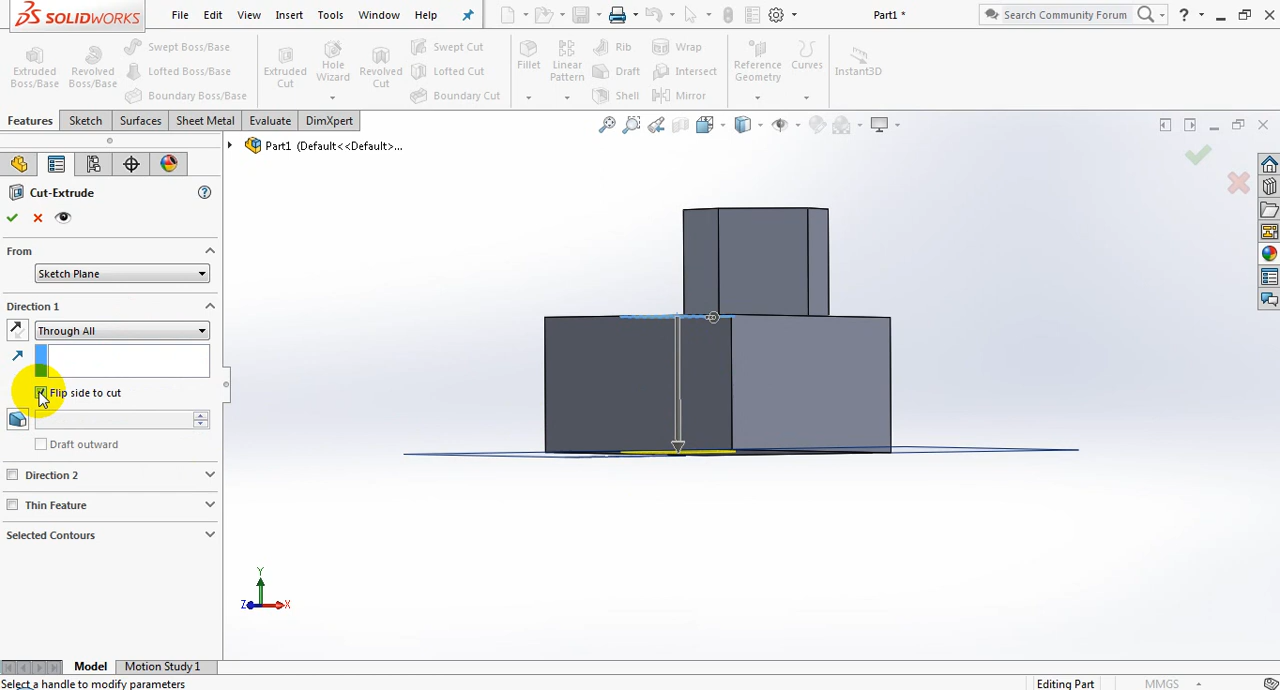 SOLIDWORKS File Edit View Insert Tools Window Help Part1 * Search Community Forum ?
Extruded Boss/Base
Revolved Boss/Base
Swept Boss/Base
Lofted Boss/Base
Boundary Boss/Base
Extruded Cut
Hole Wizard
Revolved Cut
Swept Cut
Lofted Cut
Boundary Cut
Fillet
Linear Pattern
Rib
Draft
Shell
Wrap
Intersect
Mirror
Reference Geometry
Curves
Instant3D
Features Sketch Surfaces Sheet Metal Evaluate DimXpert
Part1 (Default<<Default>...
Cut-Extrude ?
From
Sketch Plane
Direction 1
Through All
Flip side to cut
Draft outward
Direction 2
Thin Feature
Selected Contours
Y
Z X
Model Motion Study 1
Select a handle to modify parameters Editing Part MMGS